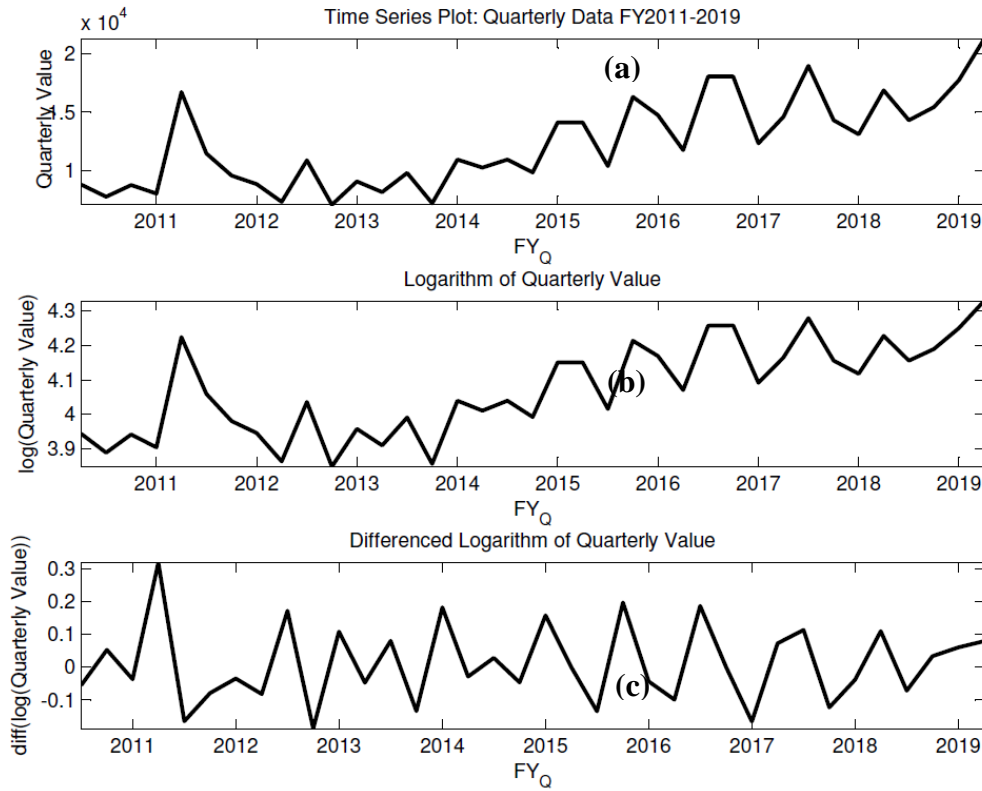 Time Series Plot: Quarterly Data FY2011-2019
x 10^4
Quarterly Value
2
1.5
1
(a)
2011 2012 2013 2014 2015 2016 2017 2018 2019
FY_Q
Logarithm of Quarterly Value
log(Quarterly Value)
4.3
4.2
4.1
4
3.9
(b)
2011 2012 2013 2014 2015 2016 2017 2018 2019
FY_Q
Differenced Logarithm of Quarterly Value
diff(log(Quarterly Value))
0.3
0.2
0.1
0
-0.1
(c)
2011 2012 2013 2014 2015 2016 2017 2018 2019
FY_Q